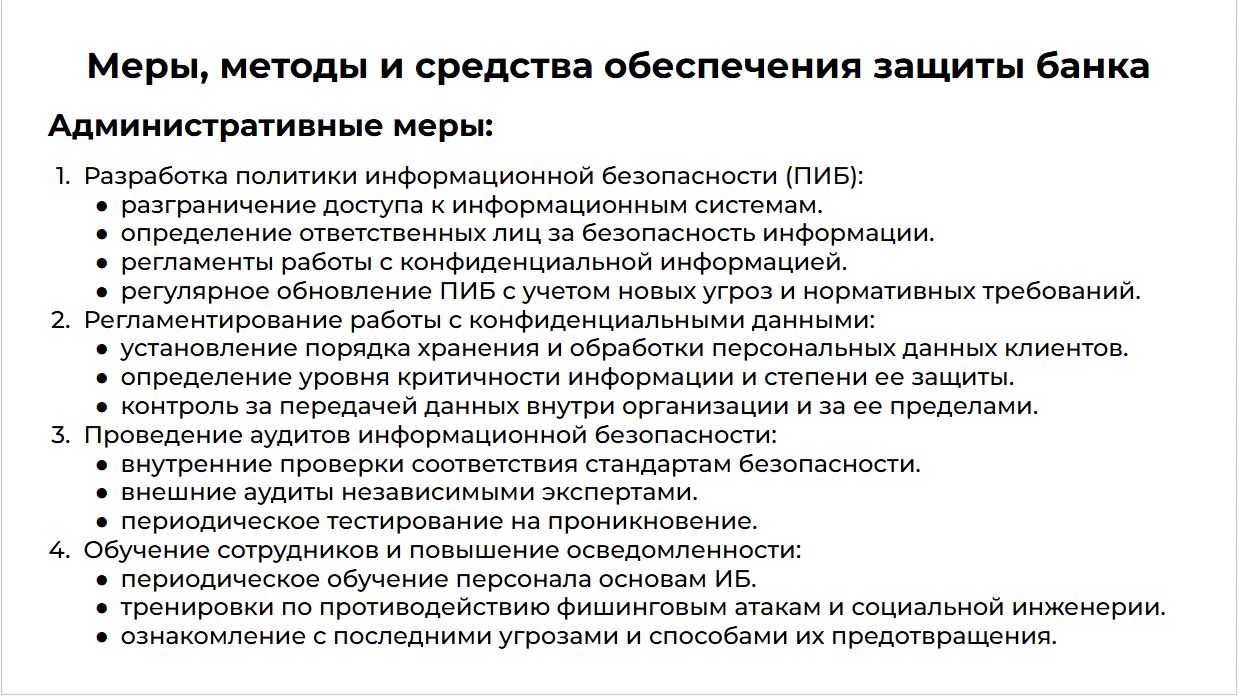 Меры, методы и средства обеспечения защиты банка
Административные меры:
1. Разработка политики информационной безопасности (ПИБ):
● разграничение доступа к информационным системам.
● определение ответственных лиц за безопасность информации.
● регламенты работы с конфиденциальной информацией.
● регулярное обновление ПИБ с учетом новых угроз и нормативных требований.
2. Регламентирование работы с конфиденциальными данными:
● установление порядка хранения и обработки персональных данных клиентов.
● определение уровня критичности информации и степени ее защиты.
● контроль за передачей данных внутри организации и за ее пределами.
3. Проведение аудитов информационной безопасности:
● внутренние проверки соответствия стандартам безопасности.
● внешние аудиты независимыми экспертами.
● периодическое тестирование на проникновение.
4. Обучение сотрудников и повышение осведомленности:
● периодическое обучение персонала основам ИБ.
● тренировки по противодействию фишинговым атакам и социальной инженерии.
● ознакомление с последними угрозами и способами их предотвращения.